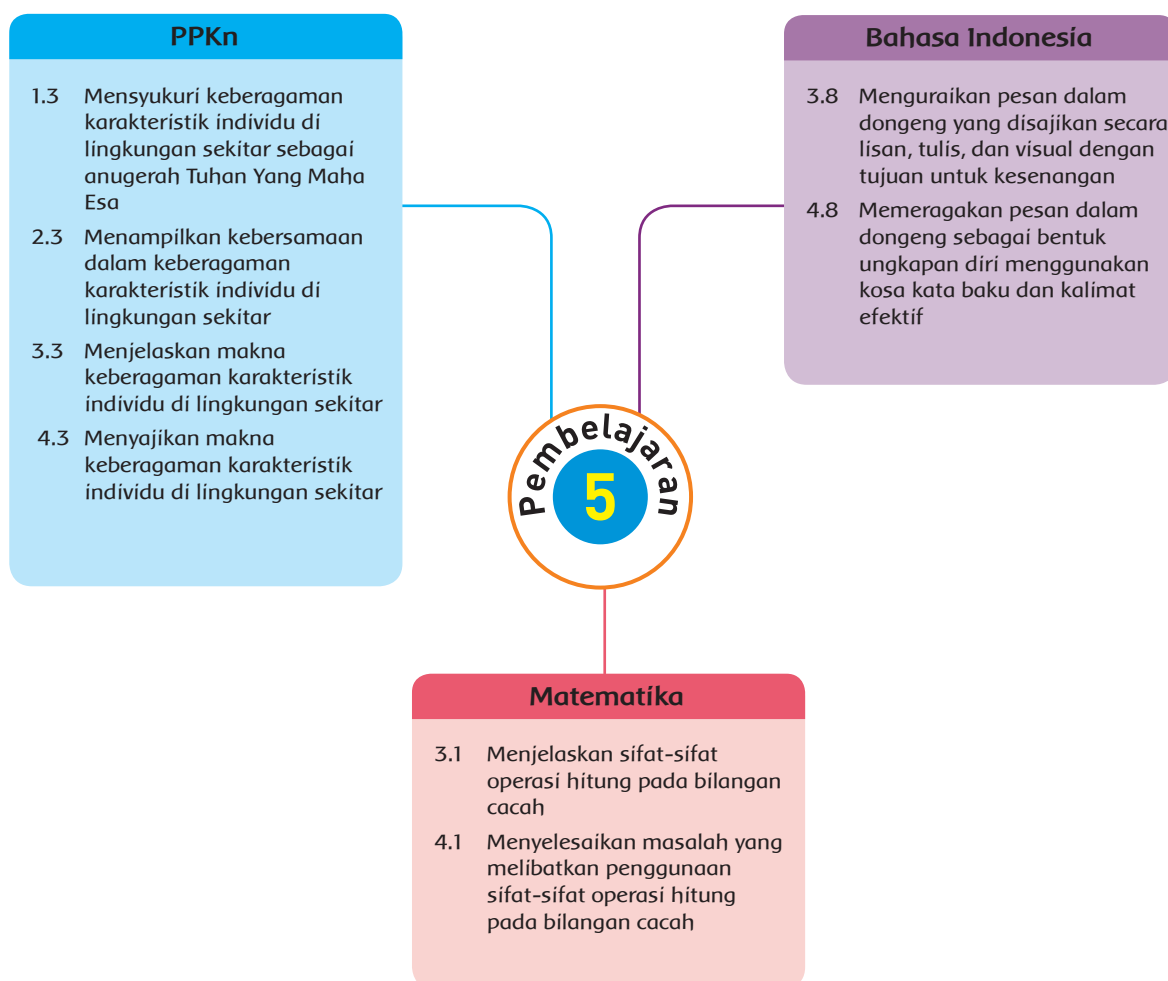 PPKn
1.3 Mensyukuri keberagaman
karakteristik individu di
lingkungan sekitar sebagai
anugerah Tuhan Yang Maha
Esa
2.3 Menampilkan kebersamaan
dalam keberagaman
karakteristik individu di
lingkungan sekitar
3.3 Menjelaskan makna
keberagaman karakteristik
individu di lingkungan sekitar
4.3 Menyajikan makna
keberagaman karakteristik
individu di lingkungan sekitar
Bahasa Indonesia
3.8 Menguraikan pesan dalam
dongeng yang disajikan secara
lisan, tulis, dan visual dengan
tujuan untuk kesenangan
4.8 Memeragakan pesan dalam
dongeng sebagai bentuk
ungkapan diri menggunakan
kosa kata baku dan kalimat
efektif
Pembelajaran
5
Matematika
3.1 Menjelaskan sifat-sifat
operasi hitung pada bilangan
cacah
4.1 Menyelesaikan masalah yang
melibatkan penggunaan
sifat-sifat operasi hitung
pada bilangan cacah